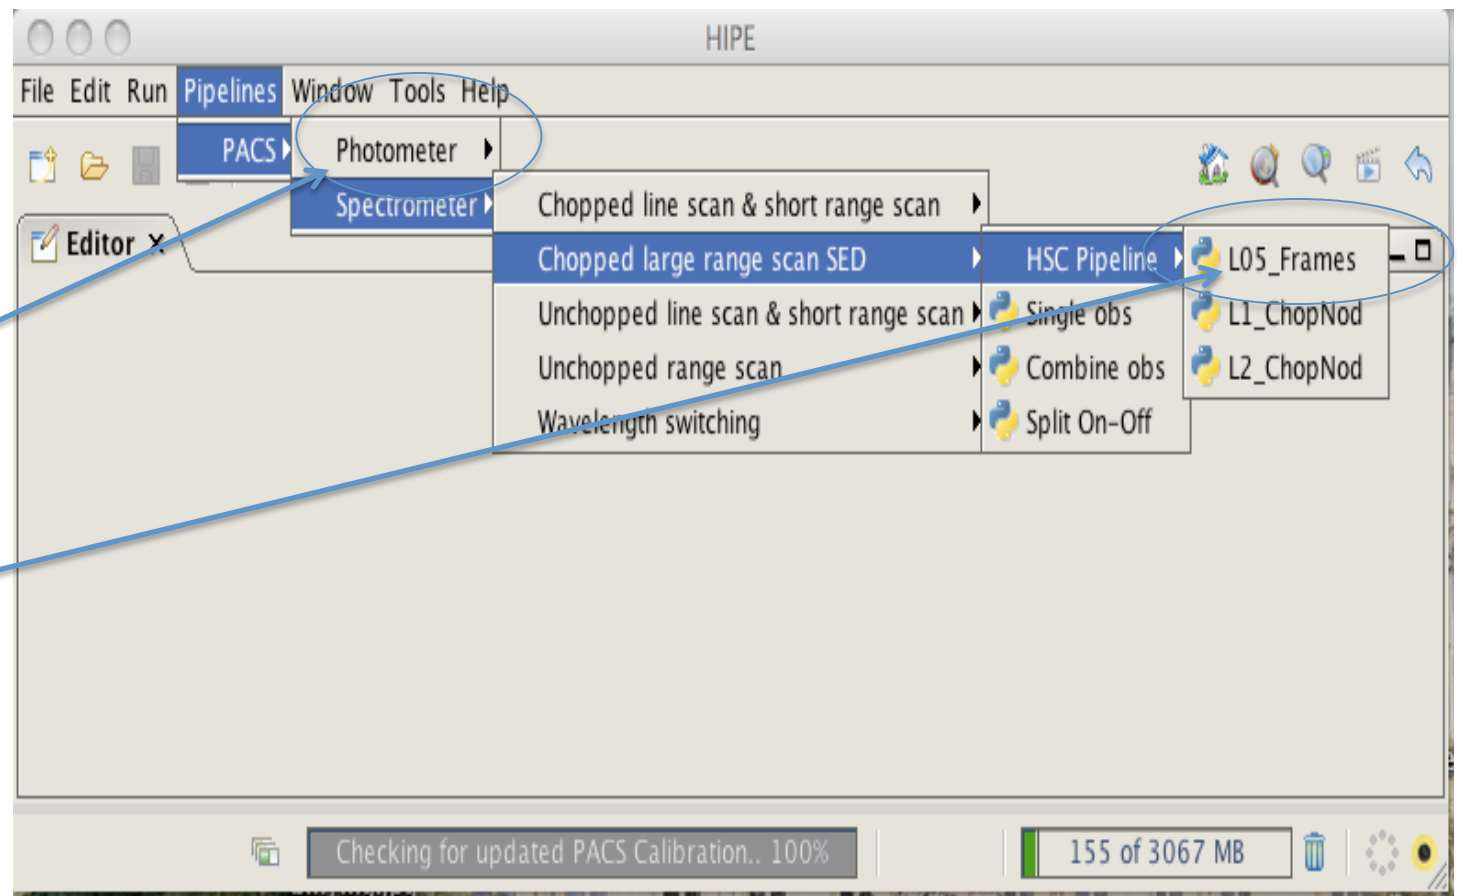 HIPE
File Edit Run Pipelines Window Tools Help
PACS
Photometer
Spectrometer
Editor
Chopped line scan & short range scan
Chopped large range scan SED
Unchopped line scan & short range scan
Unchopped range scan
Wavelength switching
HSC Pipeline
Single obs
Combine obs
Split On-Off
L05_Frames
L1_ChopNod
L2_ChopNod
Checking for updated PACS Calibration.. 100%
155 of 3067 MB